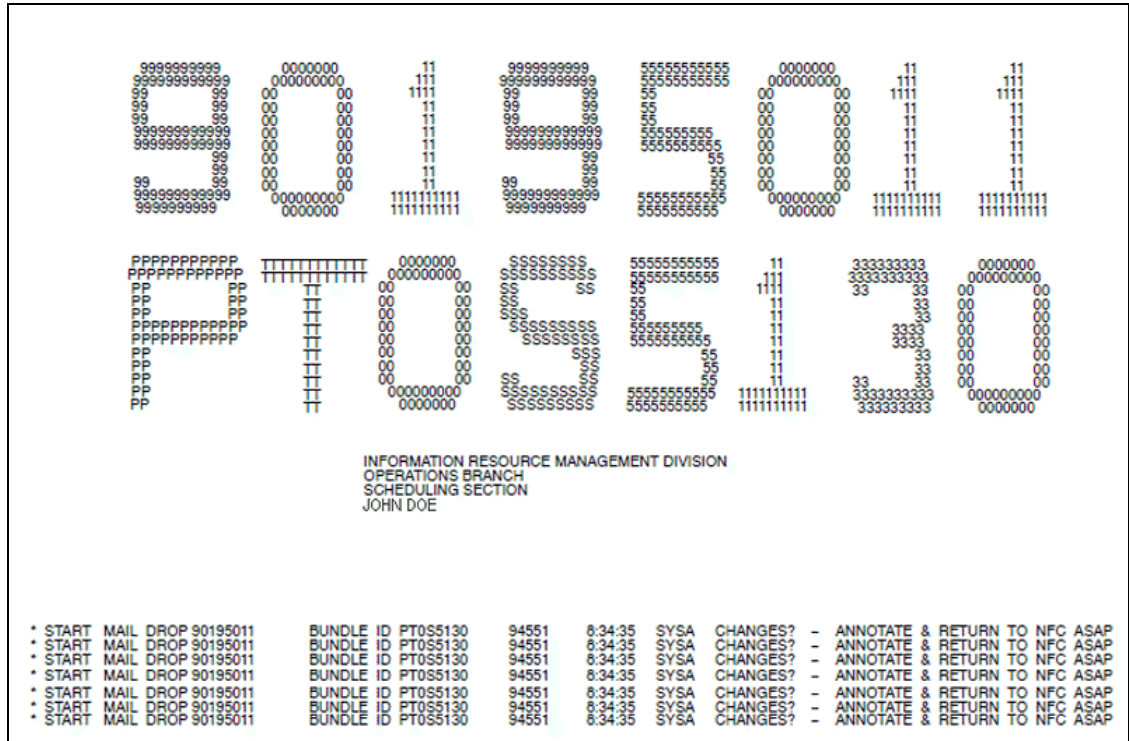 90195011
PT0S5130
INFORMATION RESOURCE MANAGEMENT DIVISION
OPERATIONS BRANCH
SCHEDULING SECTION
JOHN DOE
* START MAIL DROP 90195011 BUNDLE ID PT0S5130 94551 8:34:35 SYSA CHANGES? – ANNOTATE & RETURN TO NFC ASAP
* START MAIL DROP 90195011 BUNDLE ID PT0S5130 94551 8:34:35 SYSA CHANGES? – ANNOTATE & RETURN TO NFC ASAP
* START MAIL DROP 90195011 BUNDLE ID PT0S5130 94551 8:34:35 SYSA CHANGES? – ANNOTATE & RETURN TO NFC ASAP
* START MAIL DROP 90195011 BUNDLE ID PT0S5130 94551 8:34:35 SYSA CHANGES? – ANNOTATE & RETURN TO NFC ASAP
* START MAIL DROP 90195011 BUNDLE ID PT0S5130 94551 8:34:35 SYSA CHANGES? – ANNOTATE & RETURN TO NFC ASAP
* START MAIL DROP 90195011 BUNDLE ID PT0S5130 94551 8:34:35 SYSA CHANGES? – ANNOTATE & RETURN TO NFC ASAP
* START MAIL DROP 90195011 BUNDLE ID PT0S5130 94551 8:34:35 SYSA CHANGES? – ANNOTATE & RETURN TO NFC ASAP